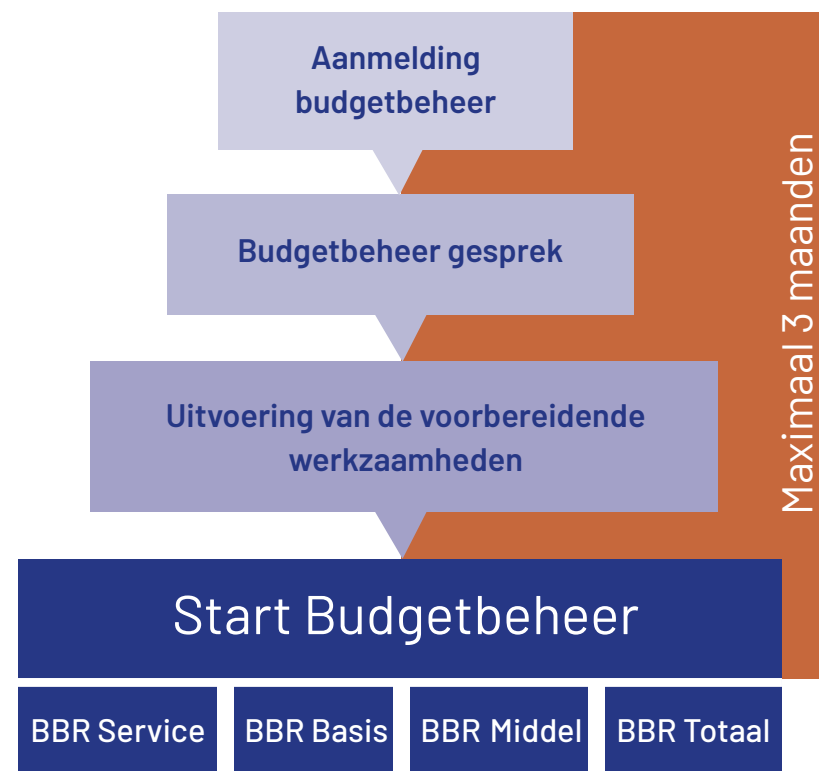 Aanmelding
budgetbeheer
Budgetbeheer gesprek
Uitvoering van de voorbereidende
werkzaamheden
Maximaal 3 maanden
Start Budgetbeheer
BBR Service
BBR Basis
BBR Middel
BBR Totaal